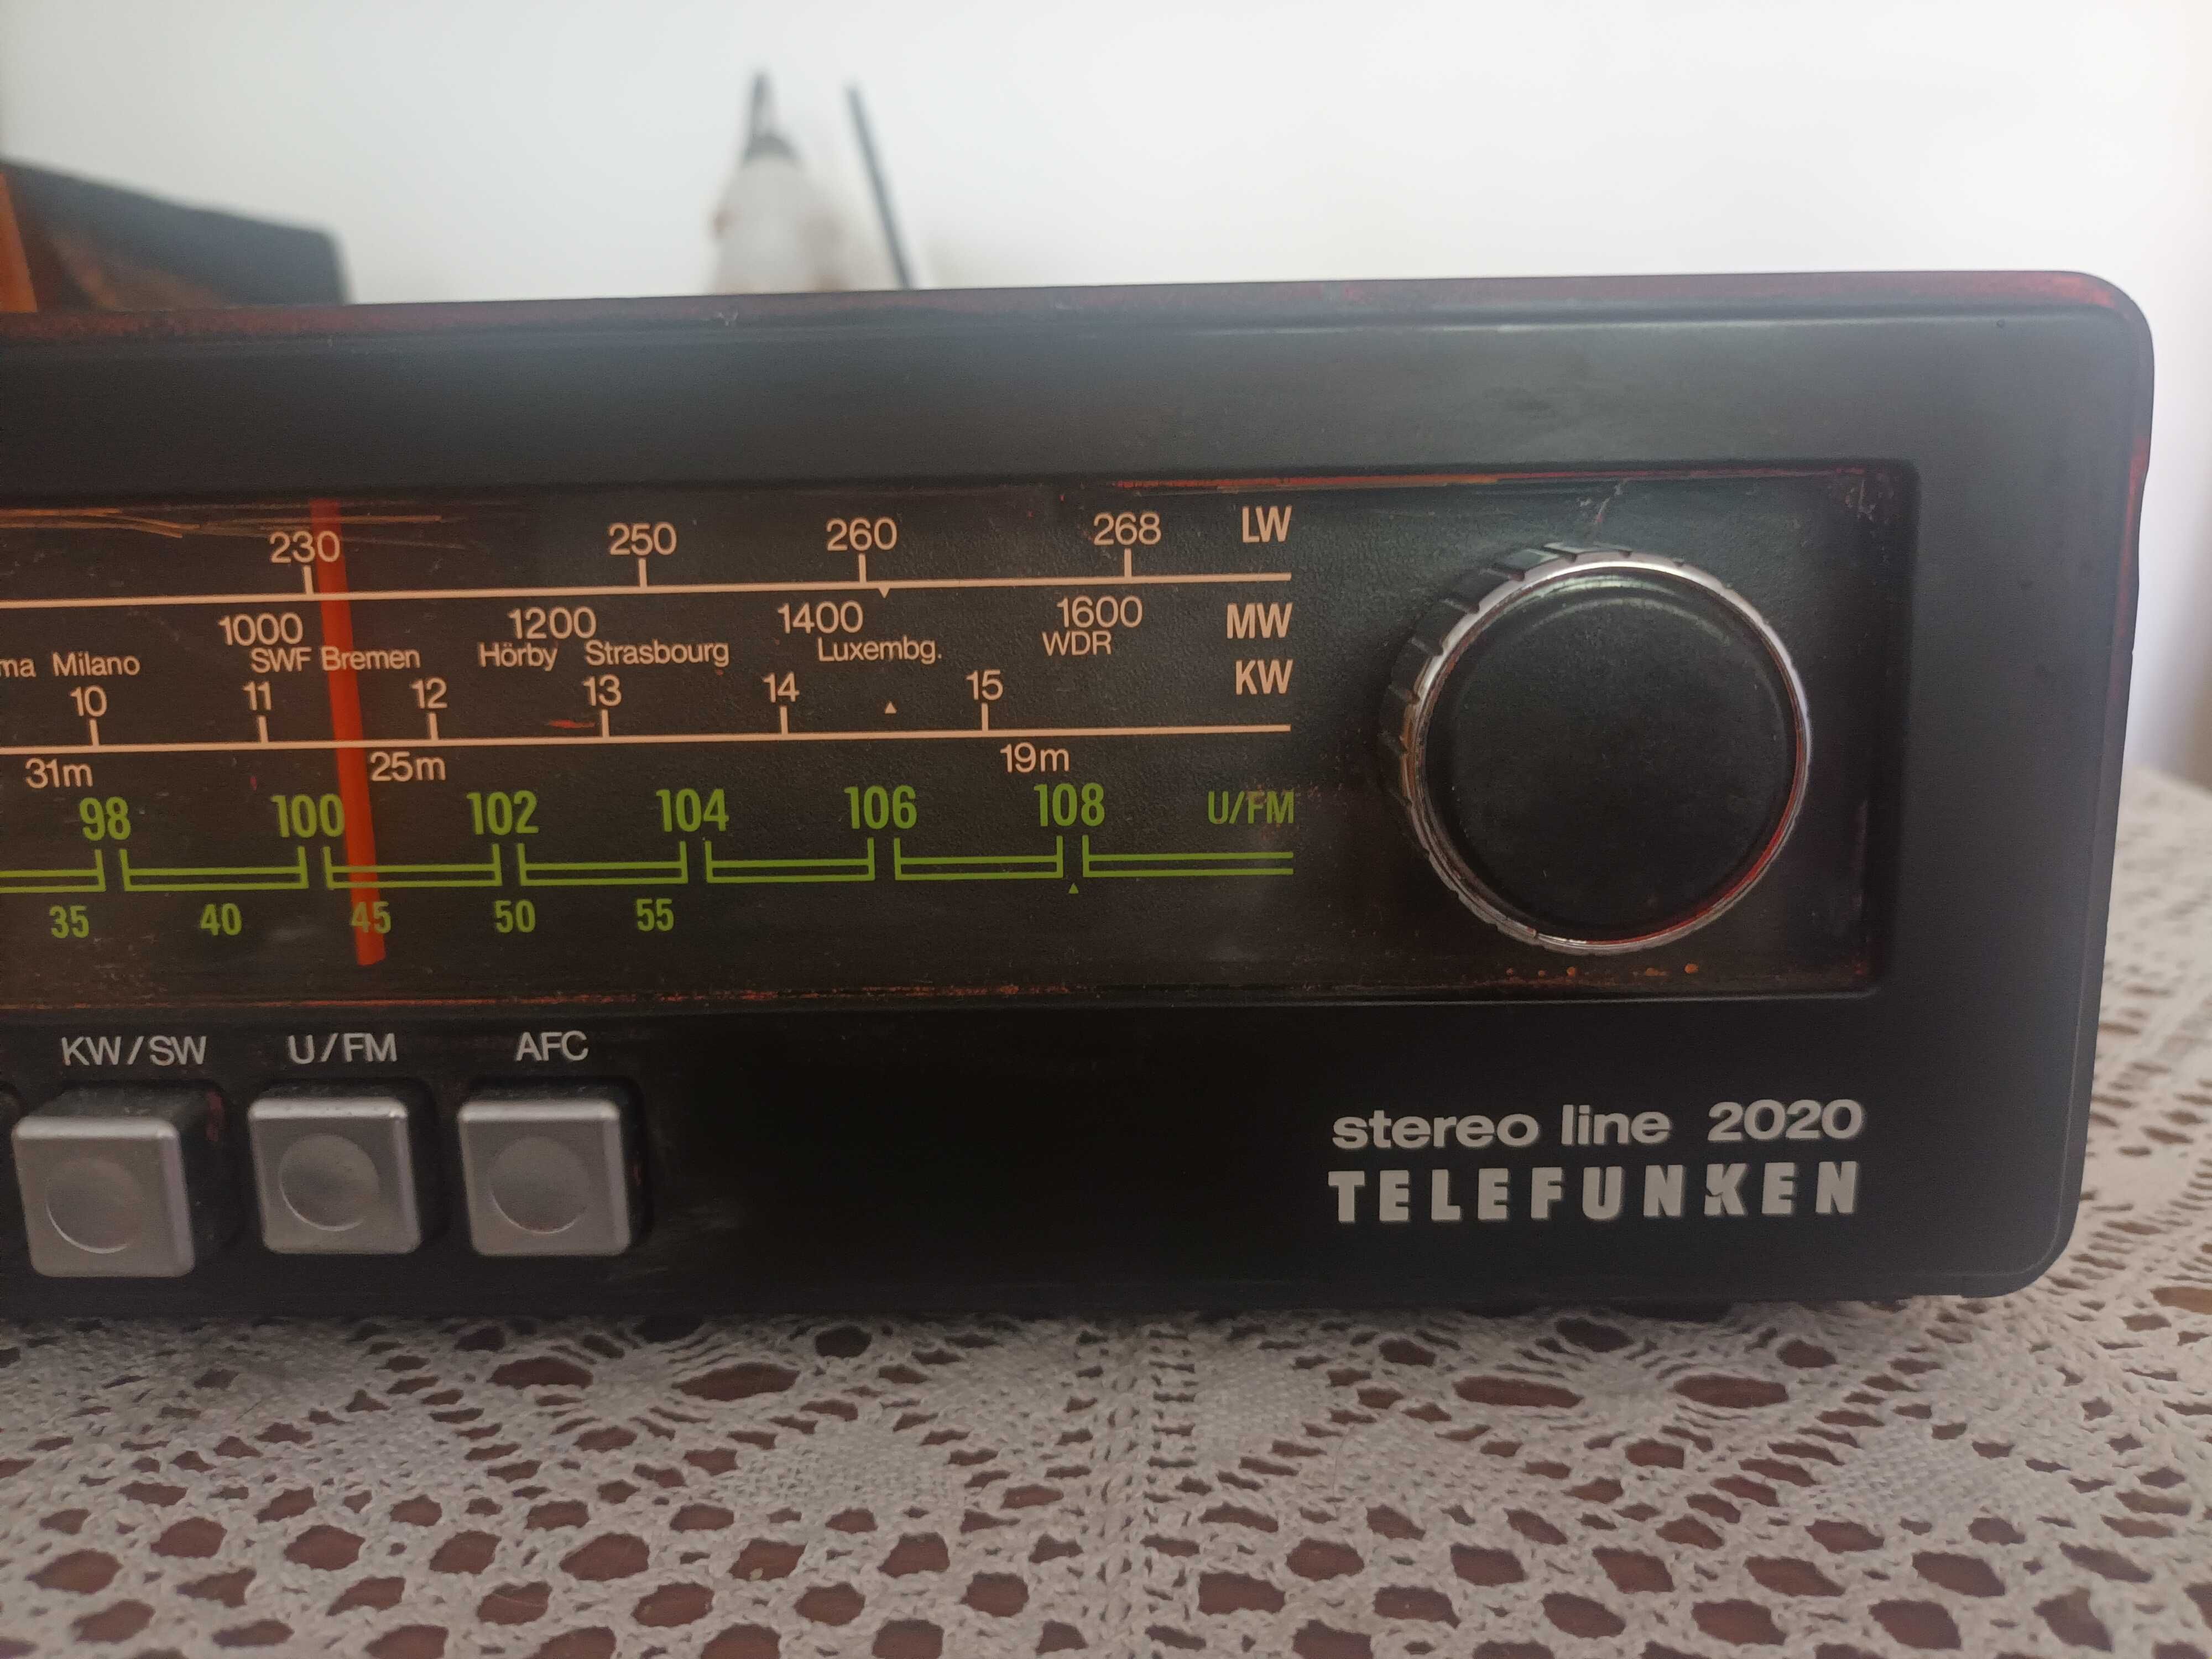 230 250 260 268 LW
1000 1200 1400 1600 MW
Milano SWF Bremen Hörby Strasbourg Luxembg. WDR
10 11 12 13 14 15 KW
31m 25m 19m
98 100 102 104 106 108 U/FM
35 40 45 50 55
KW/SW U/FM AFC
stereo line 2020
TELEFUNKEN